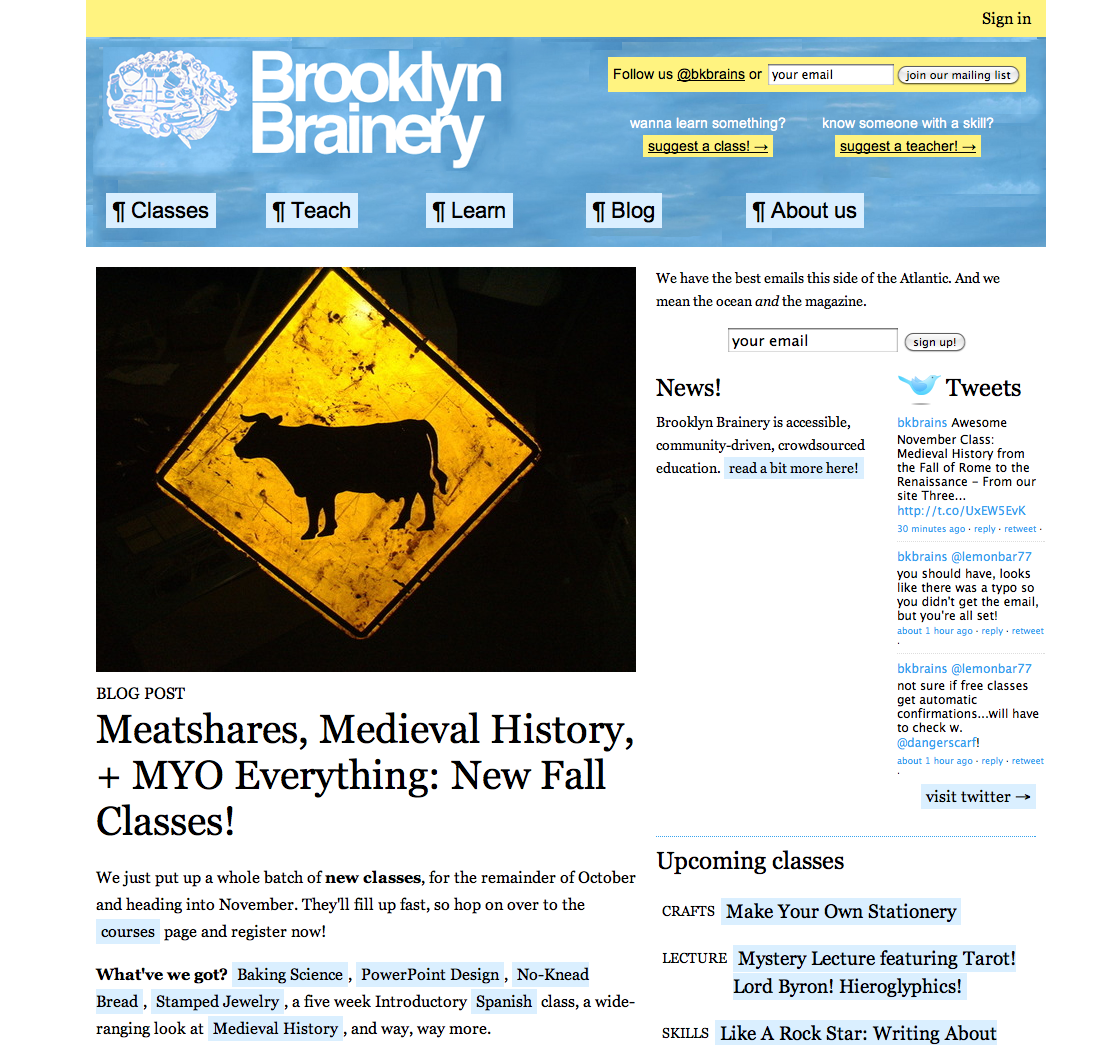 Sign in
Brooklyn
Brainery
Follow us @bkbrains or your email join our mailing list
wanna learn something? know someone with a skill?
suggest a class! → suggest a teacher! →
¶ Classes ¶ Teach ¶ Learn ¶ Blog ¶ About us
We have the best emails this side of the Atlantic. And we
mean the ocean and the magazine.
your email sign up!
News!
Brooklyn Brainery is accessible,
community-driven, crowdsourced
education. read a bit more here!
Tweets
bkbrains Awesome
November Class:
Medieval History from
the Fall of Rome to the
Renaissance – From our
site Three...
http://t.co/UxEW5EvK
30 minutes ago · reply · retweet ·
bkbrains @lemonbar77
you should have, looks
like there was a typo so
you didn't get the email,
but you're all set!
about 1 hour ago · reply · retweet
·
bkbrains @lemonbar77
not sure if free classes
get automatic
confirmations...will have
to check w.
@dangerscarf!
about 1 hour ago · reply · retweet
·
visit twitter →
BLOG POST
Meatshares, Medieval History,
+ MYO Everything: New Fall
Classes!
We just put up a whole batch of new classes, for the remainder of October
and heading into November. They'll fill up fast, so hop on over to the
courses page and register now!
What've we got? Baking Science , PowerPoint Design , No-Knead
Bread , Stamped Jewelry , a five week Introductory Spanish class, a wide-
ranging look at Medieval History , and way, way more.
Upcoming classes
CRAFTS Make Your Own Stationery
LECTURE Mystery Lecture featuring Tarot!
Lord Byron! Hieroglyphics!
SKILLS Like A Rock Star: Writing About